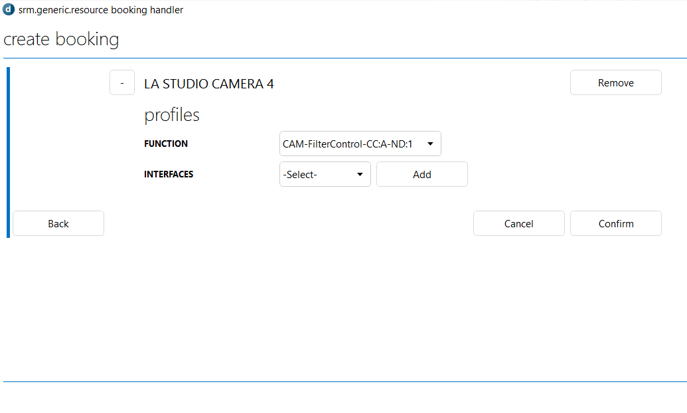 srm.generic.resource booking handler
create booking
- LA STUDIO CAMERA 4 Remove
profiles
FUNCTION CAM-FilterControl-CC:A-ND:1
INTERFACES -Select- Add
Back Cancel Confirm